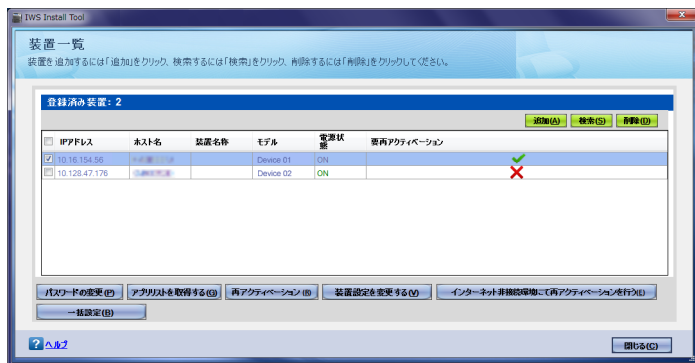 IWS Install Tool
装置一覧
装置を追加するには「追加」をクリック、検索するには「検索」をクリック、削除するには「削除」をクリックしてください。
登録済み装置: 2
追加(A) 検索(S) 削除(D)
IPアドレス ホスト名 装置名称 モデル 電源状態 要再アクティベーション
10.16.154.56 Device 01 ON
10.128.47.176 Device 02 ON
パスワードの変更(P) アプリリストを取得する(G) 再アクティベーション(R) 装置設定を変更する(V) インターネット非接続環境にて再アクティベーションを行う(E)
一括設定(B)
? ヘルプ 閉じる(C)